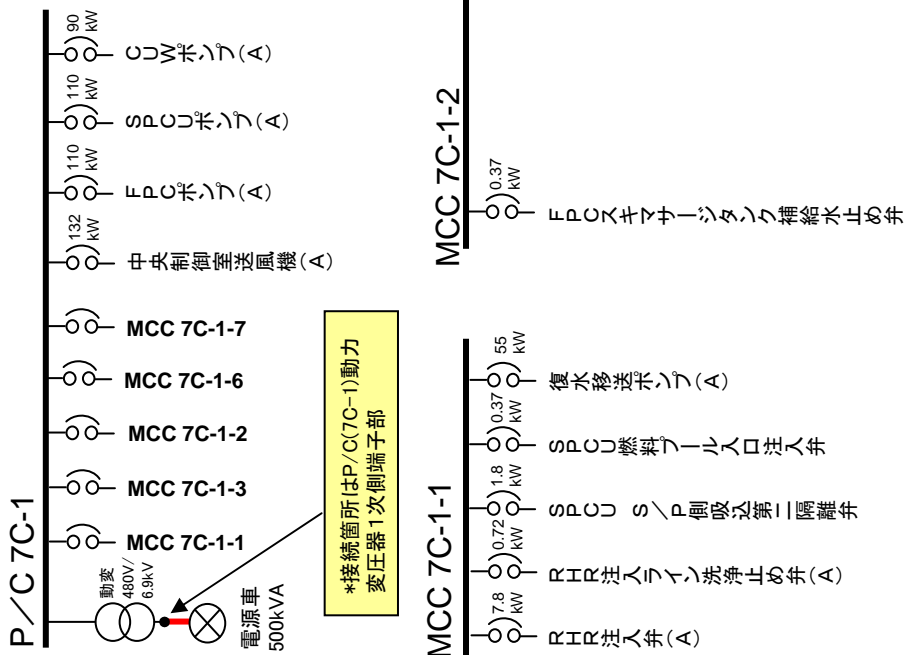 P/C 7C-1
動変
480V/
6.9kV
電源車
500kVA
MCC 7C-1-1
MCC 7C-1-3
MCC 7C-1-2
MCC 7C-1-6
MCC 7C-1-7
132
kW
中央制御室送風機(A)
110
kW
FPCポンプ(A)
110
kW
SPCUポンプ(A)
90
kW
CUWポンプ(A)
*接続箇所はP/C(7C-1)動力
変圧器1次側端子部
MCC 7C-1-1
7.8
kW
RHR注入弁(A)
0.72
kW
RHR注入ライン洗浄止め弁(A)
1.8
kW
SPCU S/P側吸込第二隔離弁
0.37
kW
SPCU燃料プール入口注入弁
55
kW
復水移送ポンプ(A)
MCC 7C-1-2
0.37
kW
FPCスキマサージタンク補給水止め弁